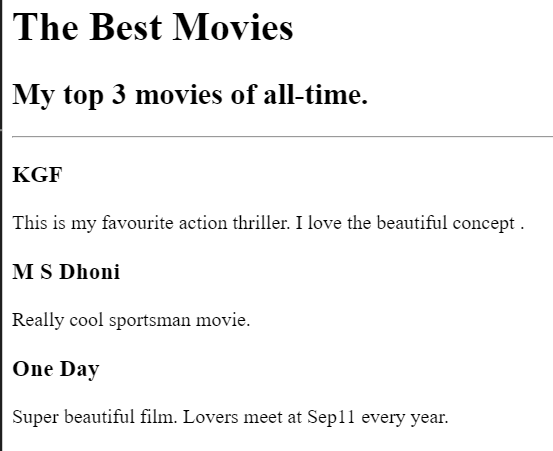 The Best Movies
My top 3 movies of all-time.
KGF
This is my favourite action thriller. I love the beautiful concept .
M S Dhoni
Really cool sportsman movie.
One Day
Super beautiful film. Lovers meet at Sep11 every year.